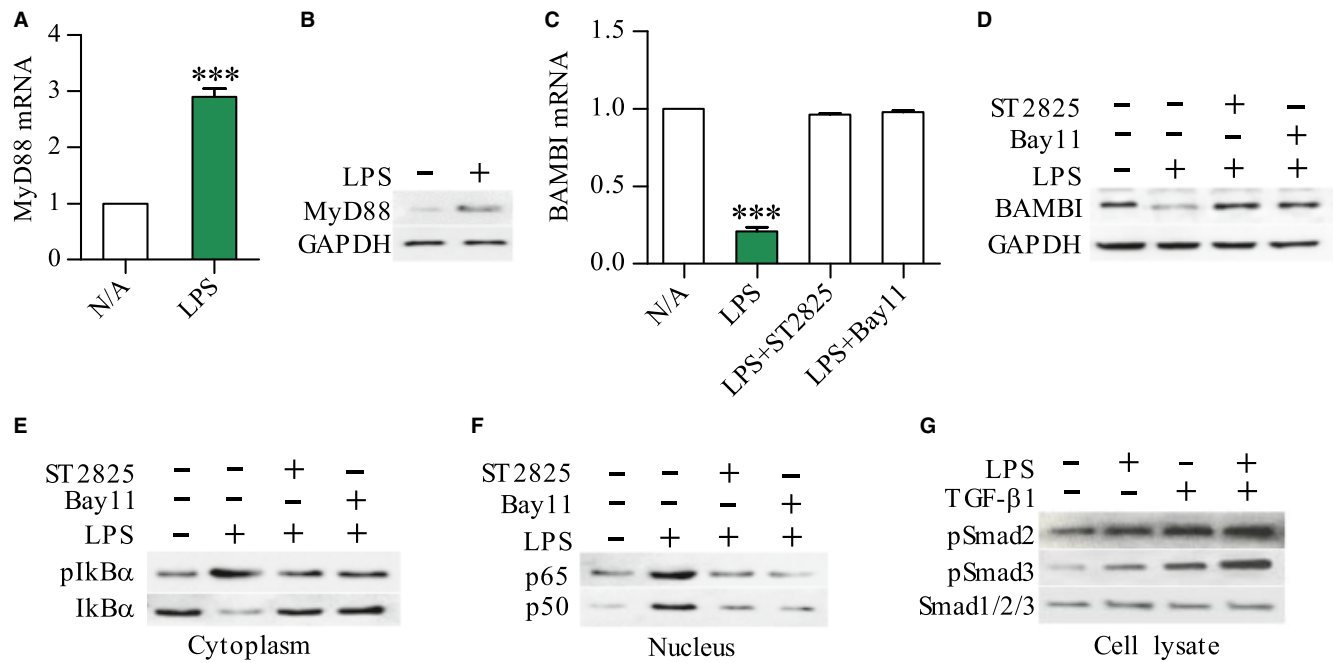 A
MyD88 mRNA
4
3
2
1
0
***
N/A
LPS
B
LPS - +
MyD88
GAPDH
C
BAMBI mRNA
1.5
1.0
0.5
0.0
***
N/A
LPS
LPS+ST2825
LPS+Bay11
D
ST2825 - - + -
Bay11 - - - +
LPS - + + +
BAMBI
GAPDH
E
ST2825 - - + -
Bay11 - - - +
LPS - + + +
pIkBα
IkBα
Cytoplasm
F
ST2825 - - + -
Bay11 - - - +
LPS - + + +
p65
p50
Nucleus
G
LPS - + - +
TGF-β1 - - + +
pSmad2
pSmad3
Smad1/2/3
Cell lysate